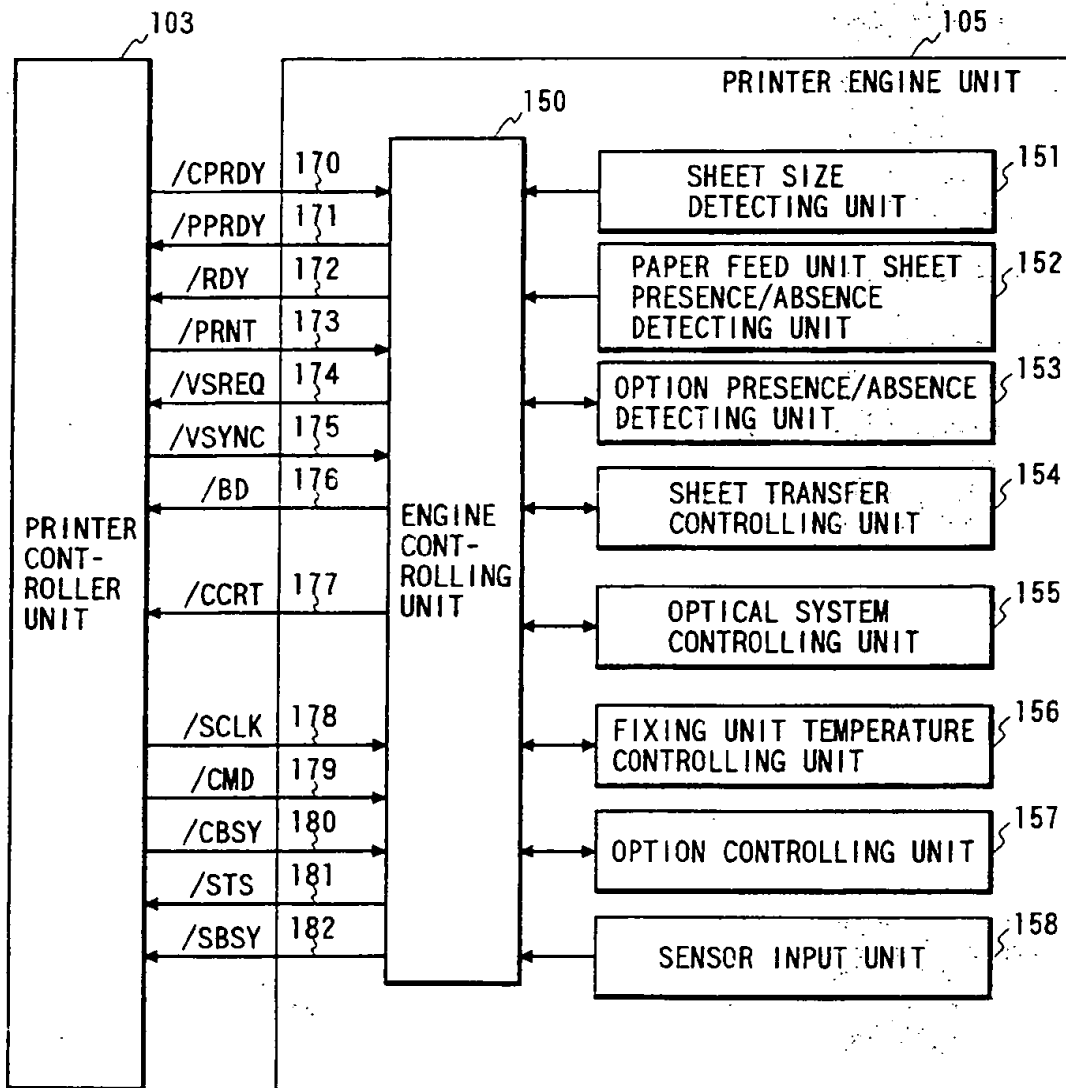 103
105
PRINTER ENGINE UNIT
150
/CPRDY 170
/PPRDY 171
/RDY 172
/PRNT 173
/VSREQ 174
/VSYNC 175
/BD 176
/CCRT 177
/SCLK 178
/CMD 179
/CBSY 180
/STS 181
/SBSY 182
PRINTER
CONT-
ROLLER
UNIT
ENGINE
CONT-
ROLLING
UNIT
SHEET SIZE
DETECTING UNIT
151
PAPER FEED UNIT SHEET
PRESENCE/ABSENCE
DETECTING UNIT
152
OPTION PRESENCE/ABSENCE
DETECTING UNIT
153
SHEET TRANSFER
CONTROLLING UNIT
154
OPTICAL SYSTEM
CONTROLLING UNIT
155
FIXING UNIT TEMPERATURE
CONTROLLING UNIT
156
OPTION CONTROLLING UNIT
157
SENSOR INPUT UNIT
158